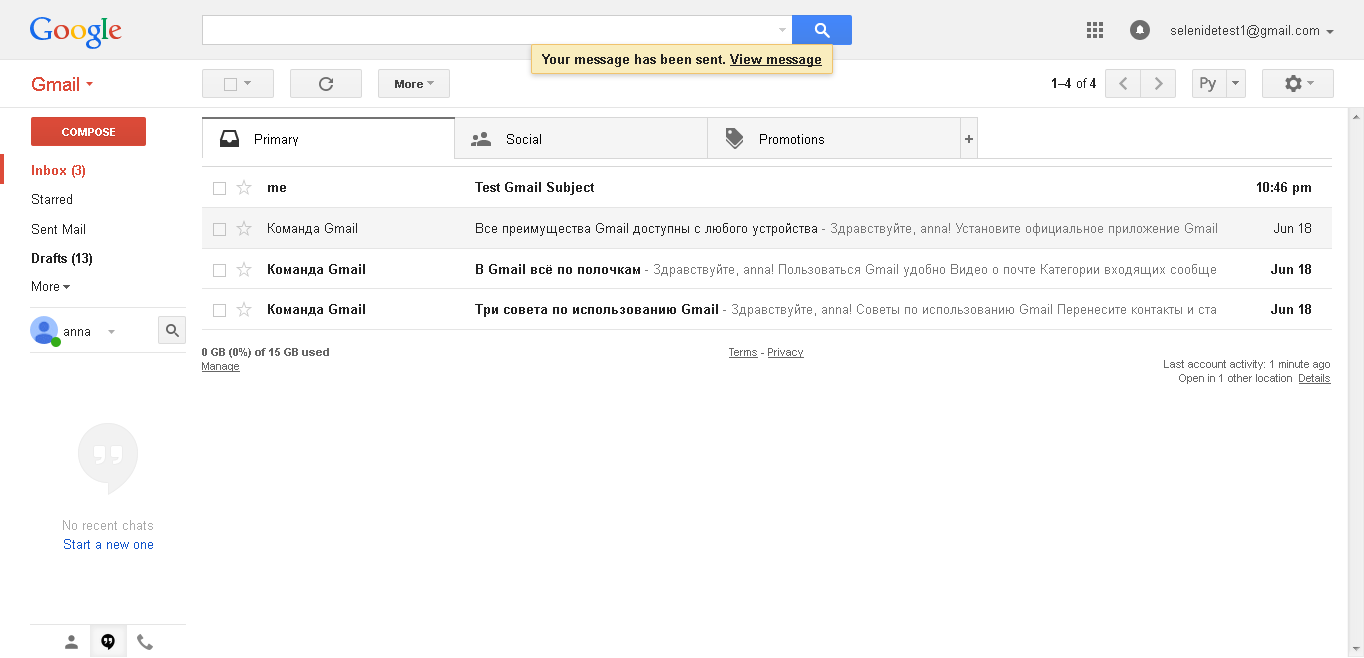 Google
selenidetest1@gmail.com
Your message has been sent. View message
Gmail
More
1–4 of 4
Ру
COMPOSE
Primary
Social
Promotions
+
Inbox (3)
Starred
Sent Mail
Drafts (13)
More
me Test Gmail Subject 10:46 pm
Команда Gmail Все преимущества Gmail доступны с любого устройства - Здравствуйте, anna! Установите официальное приложение Gmail Jun 18
Команда Gmail В Gmail всё по полочкам - Здравствуйте, anna! Пользоваться Gmail удобно Видео о почте Категории входящих сообще Jun 18
Команда Gmail Три совета по использованию Gmail - Здравствуйте, anna! Советы по использованию Gmail Перенесите контакты и ста Jun 18
anna
0 GB (0%) of 15 GB used
Manage
Terms - Privacy
Last account activity: 1 minute ago
Open in 1 other location Details
No recent chats
Start a new one